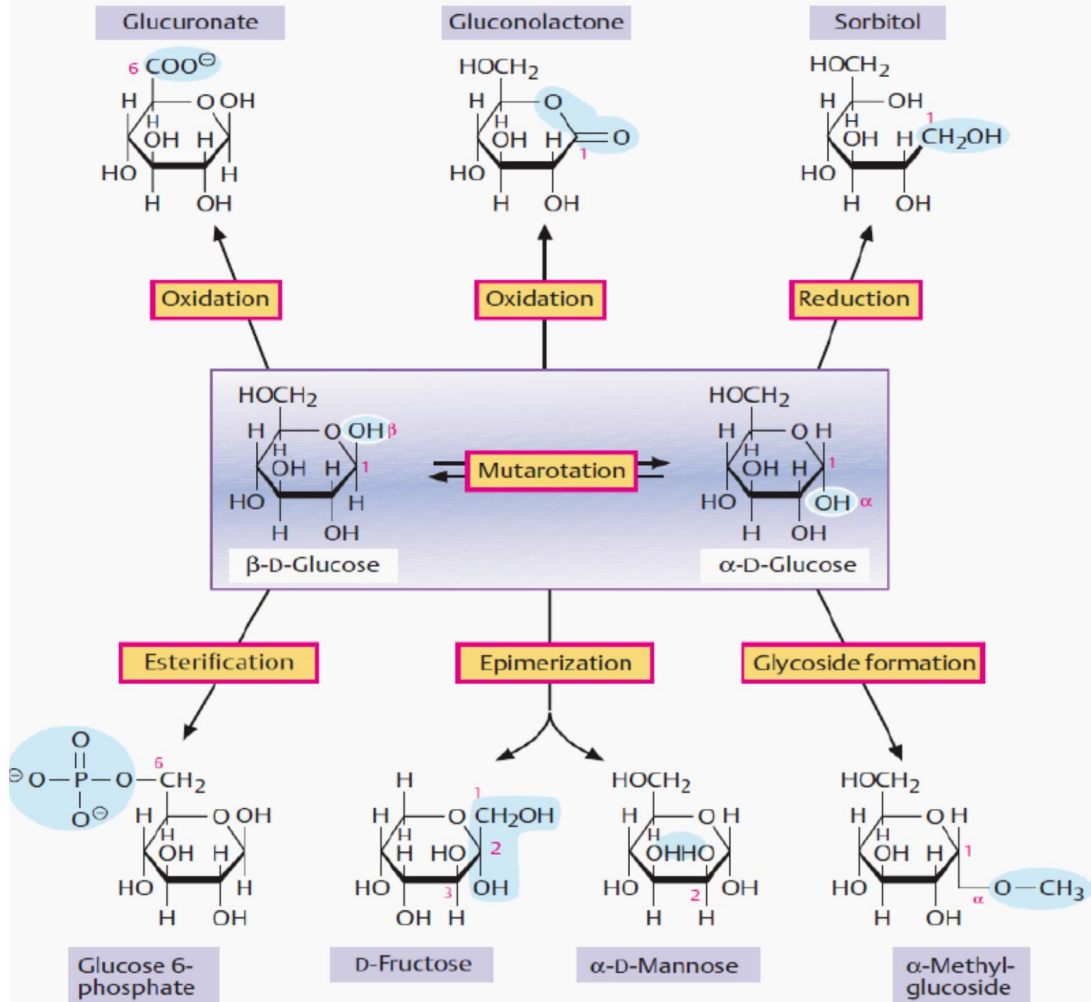 Glucuronate
Gluconolactone
Sorbitol
6 COO⊖
H
O
OH
H
OH
H
HO
H
H
OH
HOCH2
H
O
H
OH
H
O
1
HO
H
OH
HOCH2
H
OH
H
OH
H
1
CH2OH
HO
H
OH
Oxidation
Oxidation
Reduction
HOCH2
H
O
OH
β
H
OH
H
1
HO
H
H
OH
β-D-Glucose
Mutarotation
HOCH2
H
O
H
H
OH
H
1
HO
OH
α
H
OH
α-D-Glucose
Esterification
Epimerization
Glycoside formation
O
⊖O
P
O
O⊖
6
CH2
H
O
OH
H
OH
H
HO
H
H
OH
H
O
1
CH2OH
H
H
HO
2
HO
3
OH
OH
H
HOCH2
H
O
H
H
OH
HO
HO
2
OH
H
H
HOCH2
H
O
H
H
OH
H
1
HO
α
O
CH3
H
OH
Glucose 6-
phosphate
D-Fructose
α-D-Mannose
α-Methyl-
glucoside